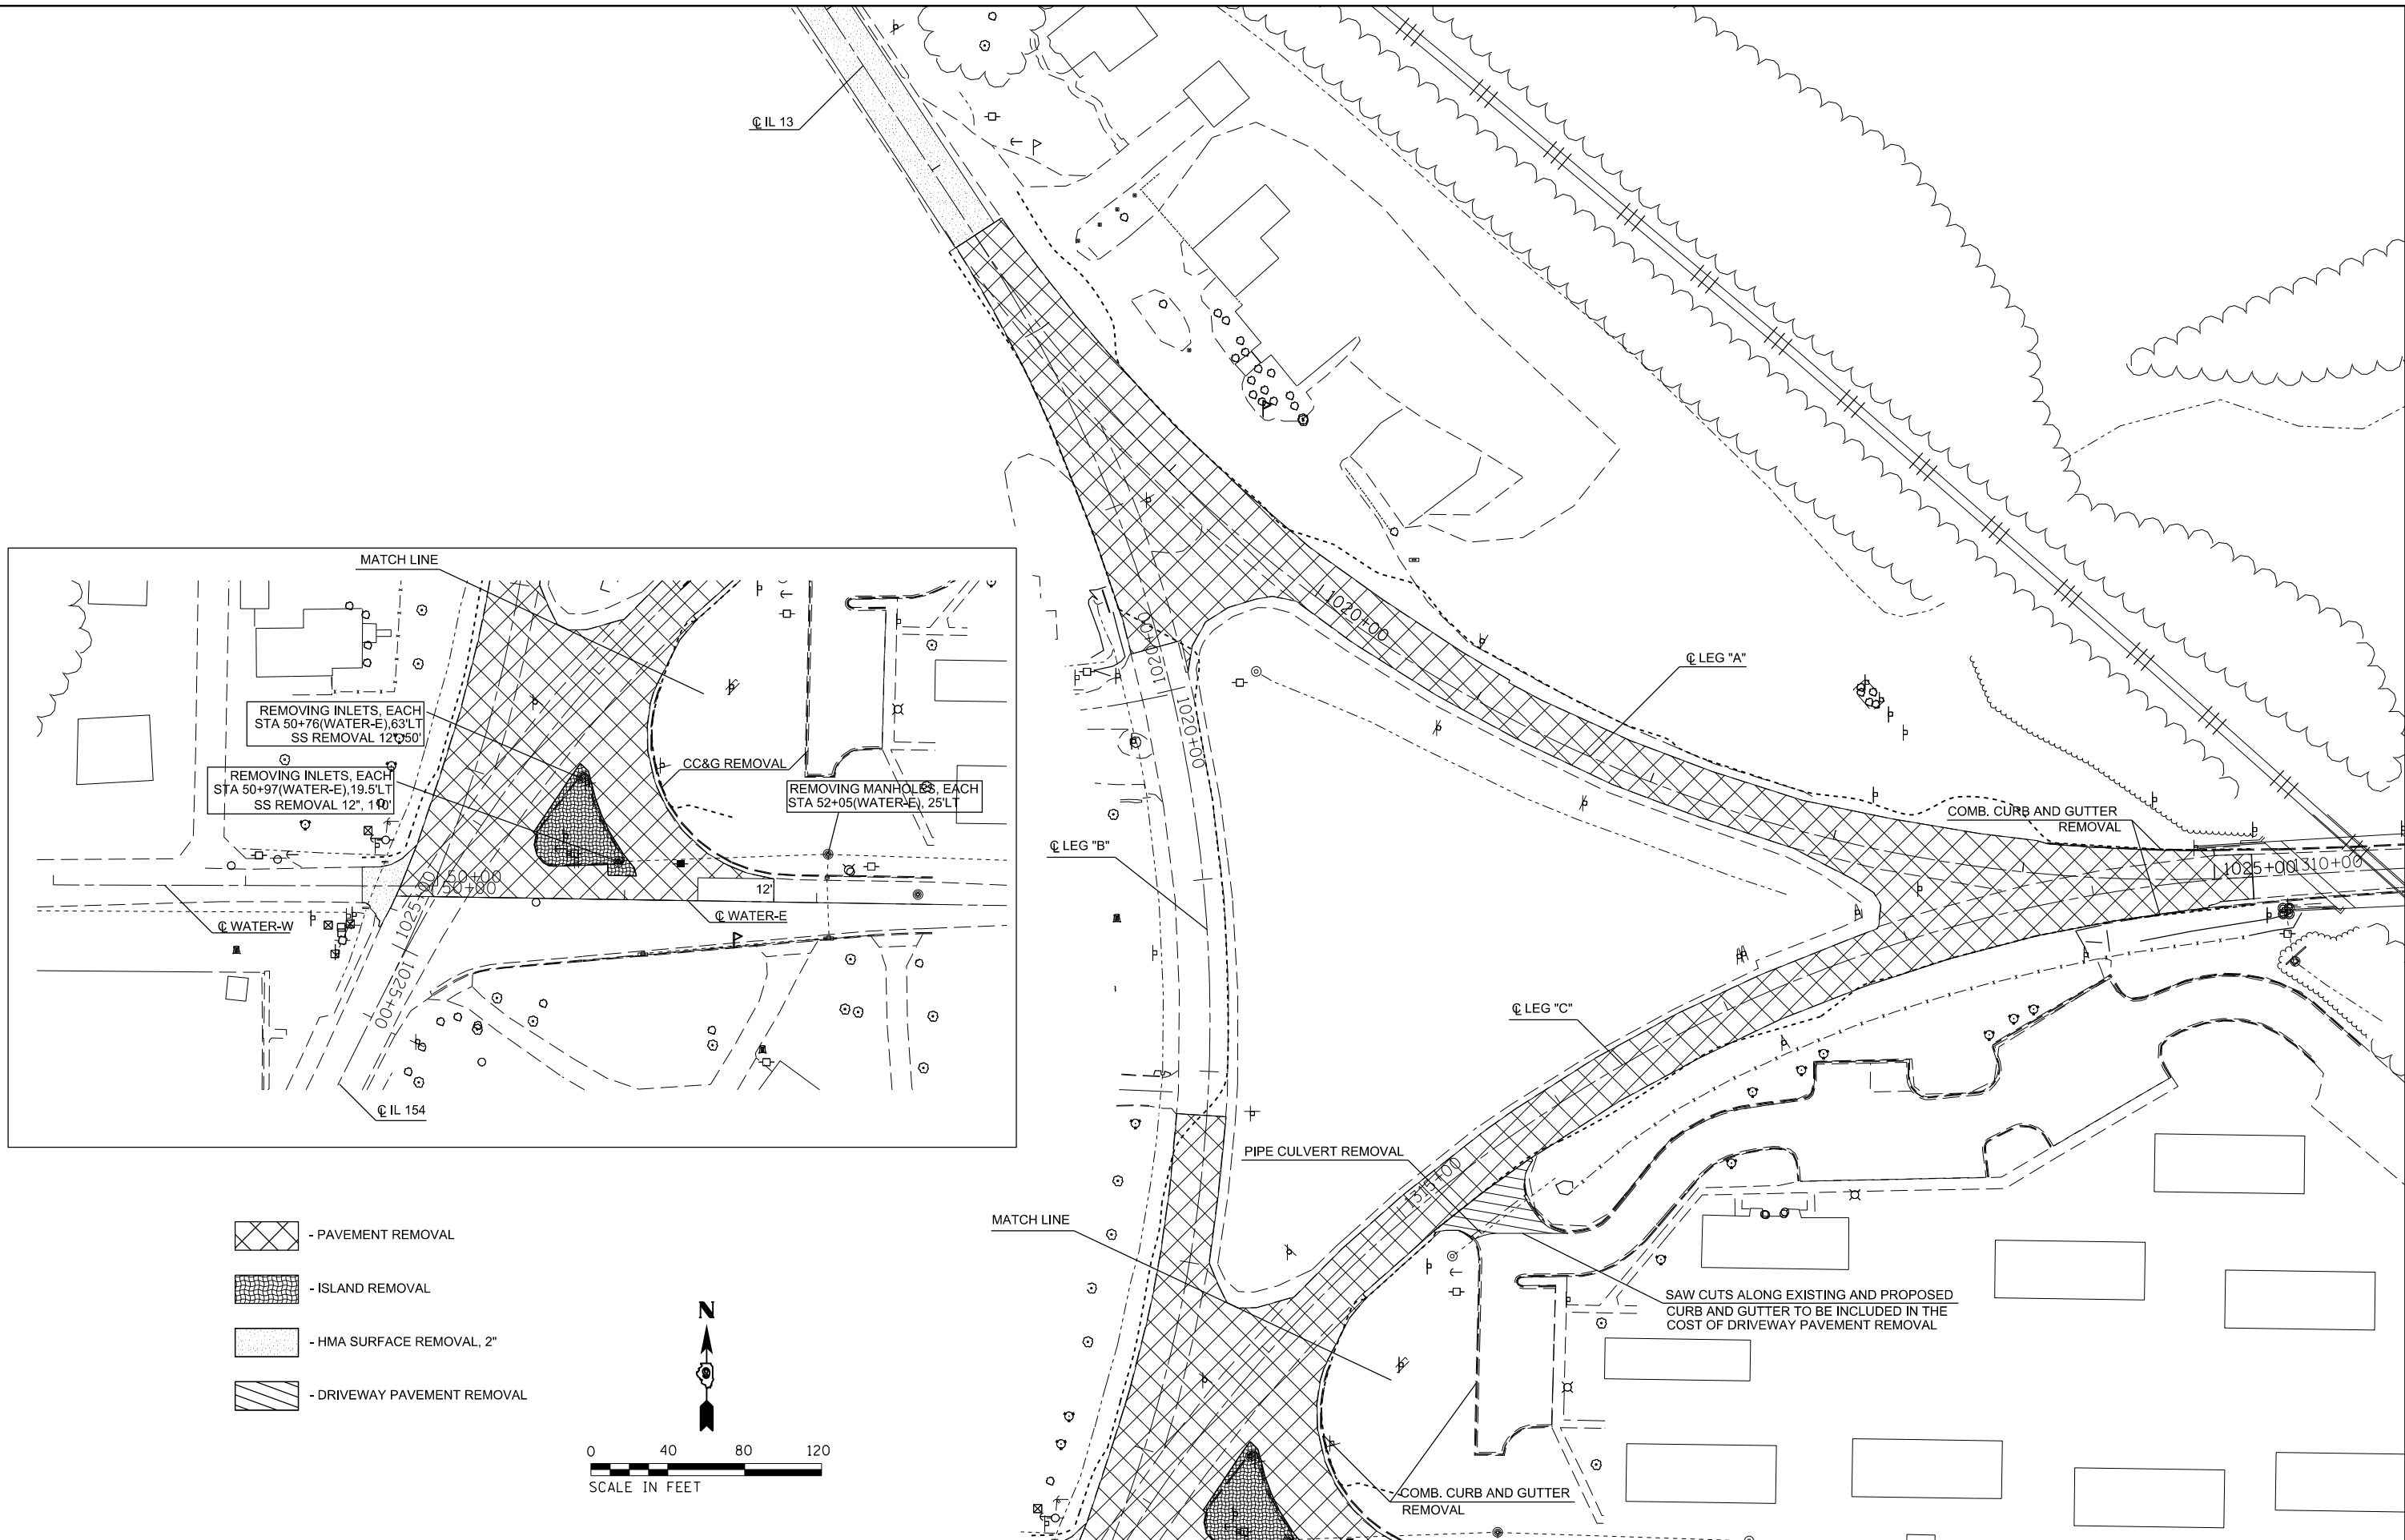 ℄ IL 13
MATCH LINE
REMOVING INLETS, EACH
STA 50+76(WATER-E),63'LT
SS REMOVAL 12",50'
REMOVING INLETS, EACH
STA 50+97(WATER-E),19.5'LT
SS REMOVAL 12", 110'
CC&G REMOVAL
REMOVING MANHOLES, EACH
STA 52+05(WATER-E), 25'LT
50+00
50+00
12'
℄ WATER-E
℄ WATER-W
1025+00
1025+00
℄ IL 154
1020+00
1020+00
1020+00
℄ LEG "A"
COMB. CURB AND GUTTER
REMOVAL
1025+00
1310+00
℄ LEG "B"
℄ LEG "C"
PIPE CULVERT REMOVAL
1315+00
MATCH LINE
SAW CUTS ALONG EXISTING AND PROPOSED
CURB AND GUTTER TO BE INCLUDED IN THE
COST OF DRIVEWAY PAVEMENT REMOVAL
COMB. CURB AND GUTTER
REMOVAL
- PAVEMENT REMOVAL
- ISLAND REMOVAL
- HMA SURFACE REMOVAL, 2"
- DRIVEWAY PAVEMENT REMOVAL
N
0 40 80 120
SCALE IN FEET